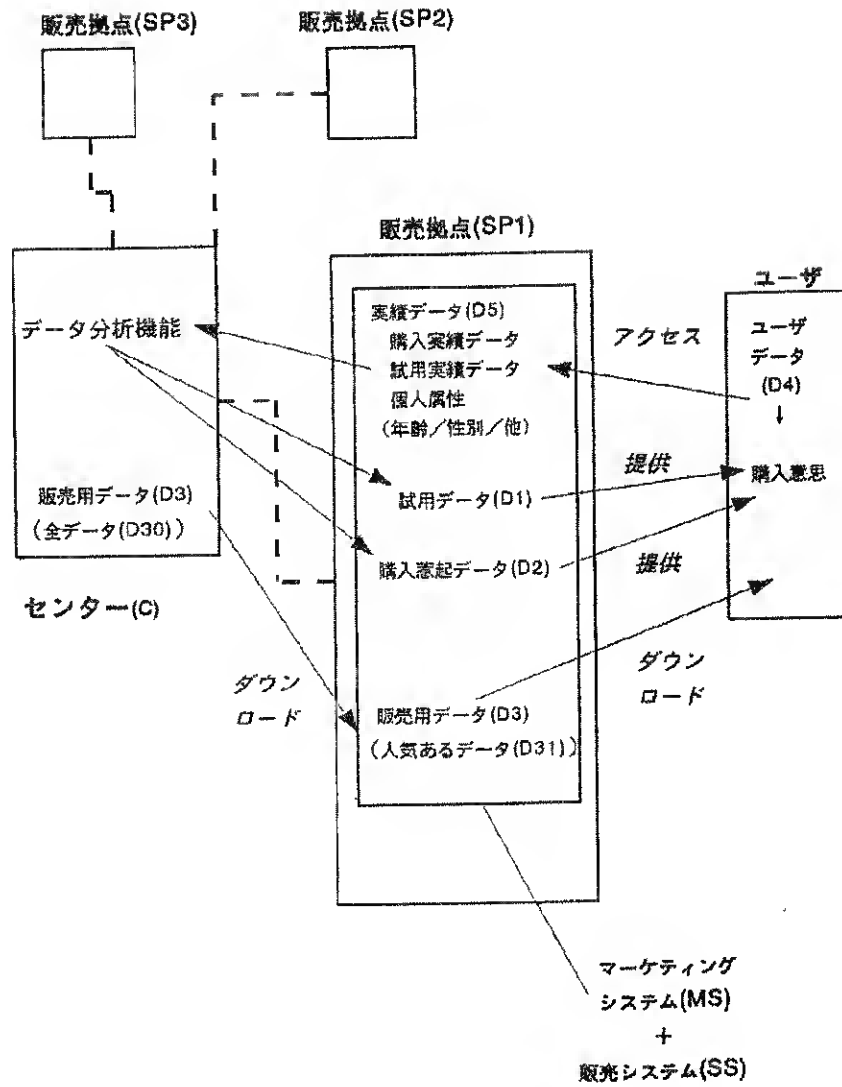 販売拠点(SP3)
販売拠点(SP2)
販売拠点(SP1)
ユーザ
データ分析機能
販売用データ(D3)
(全データ(D30))
センター(C)
実績データ(D5)
購入実績データ
試用実績データ
個人属性
(年齢／性別／他)
試用データ(D1)
購入惹起データ(D2)
販売用データ(D3)
(人気あるデータ(D31))
アクセス
提供
提供
ダウン
ロード
ダウン
ロード
ユーザ
データ
(D4)
↓
購入意思
マーケティング
システム(MS)
+
販売システム(SS)